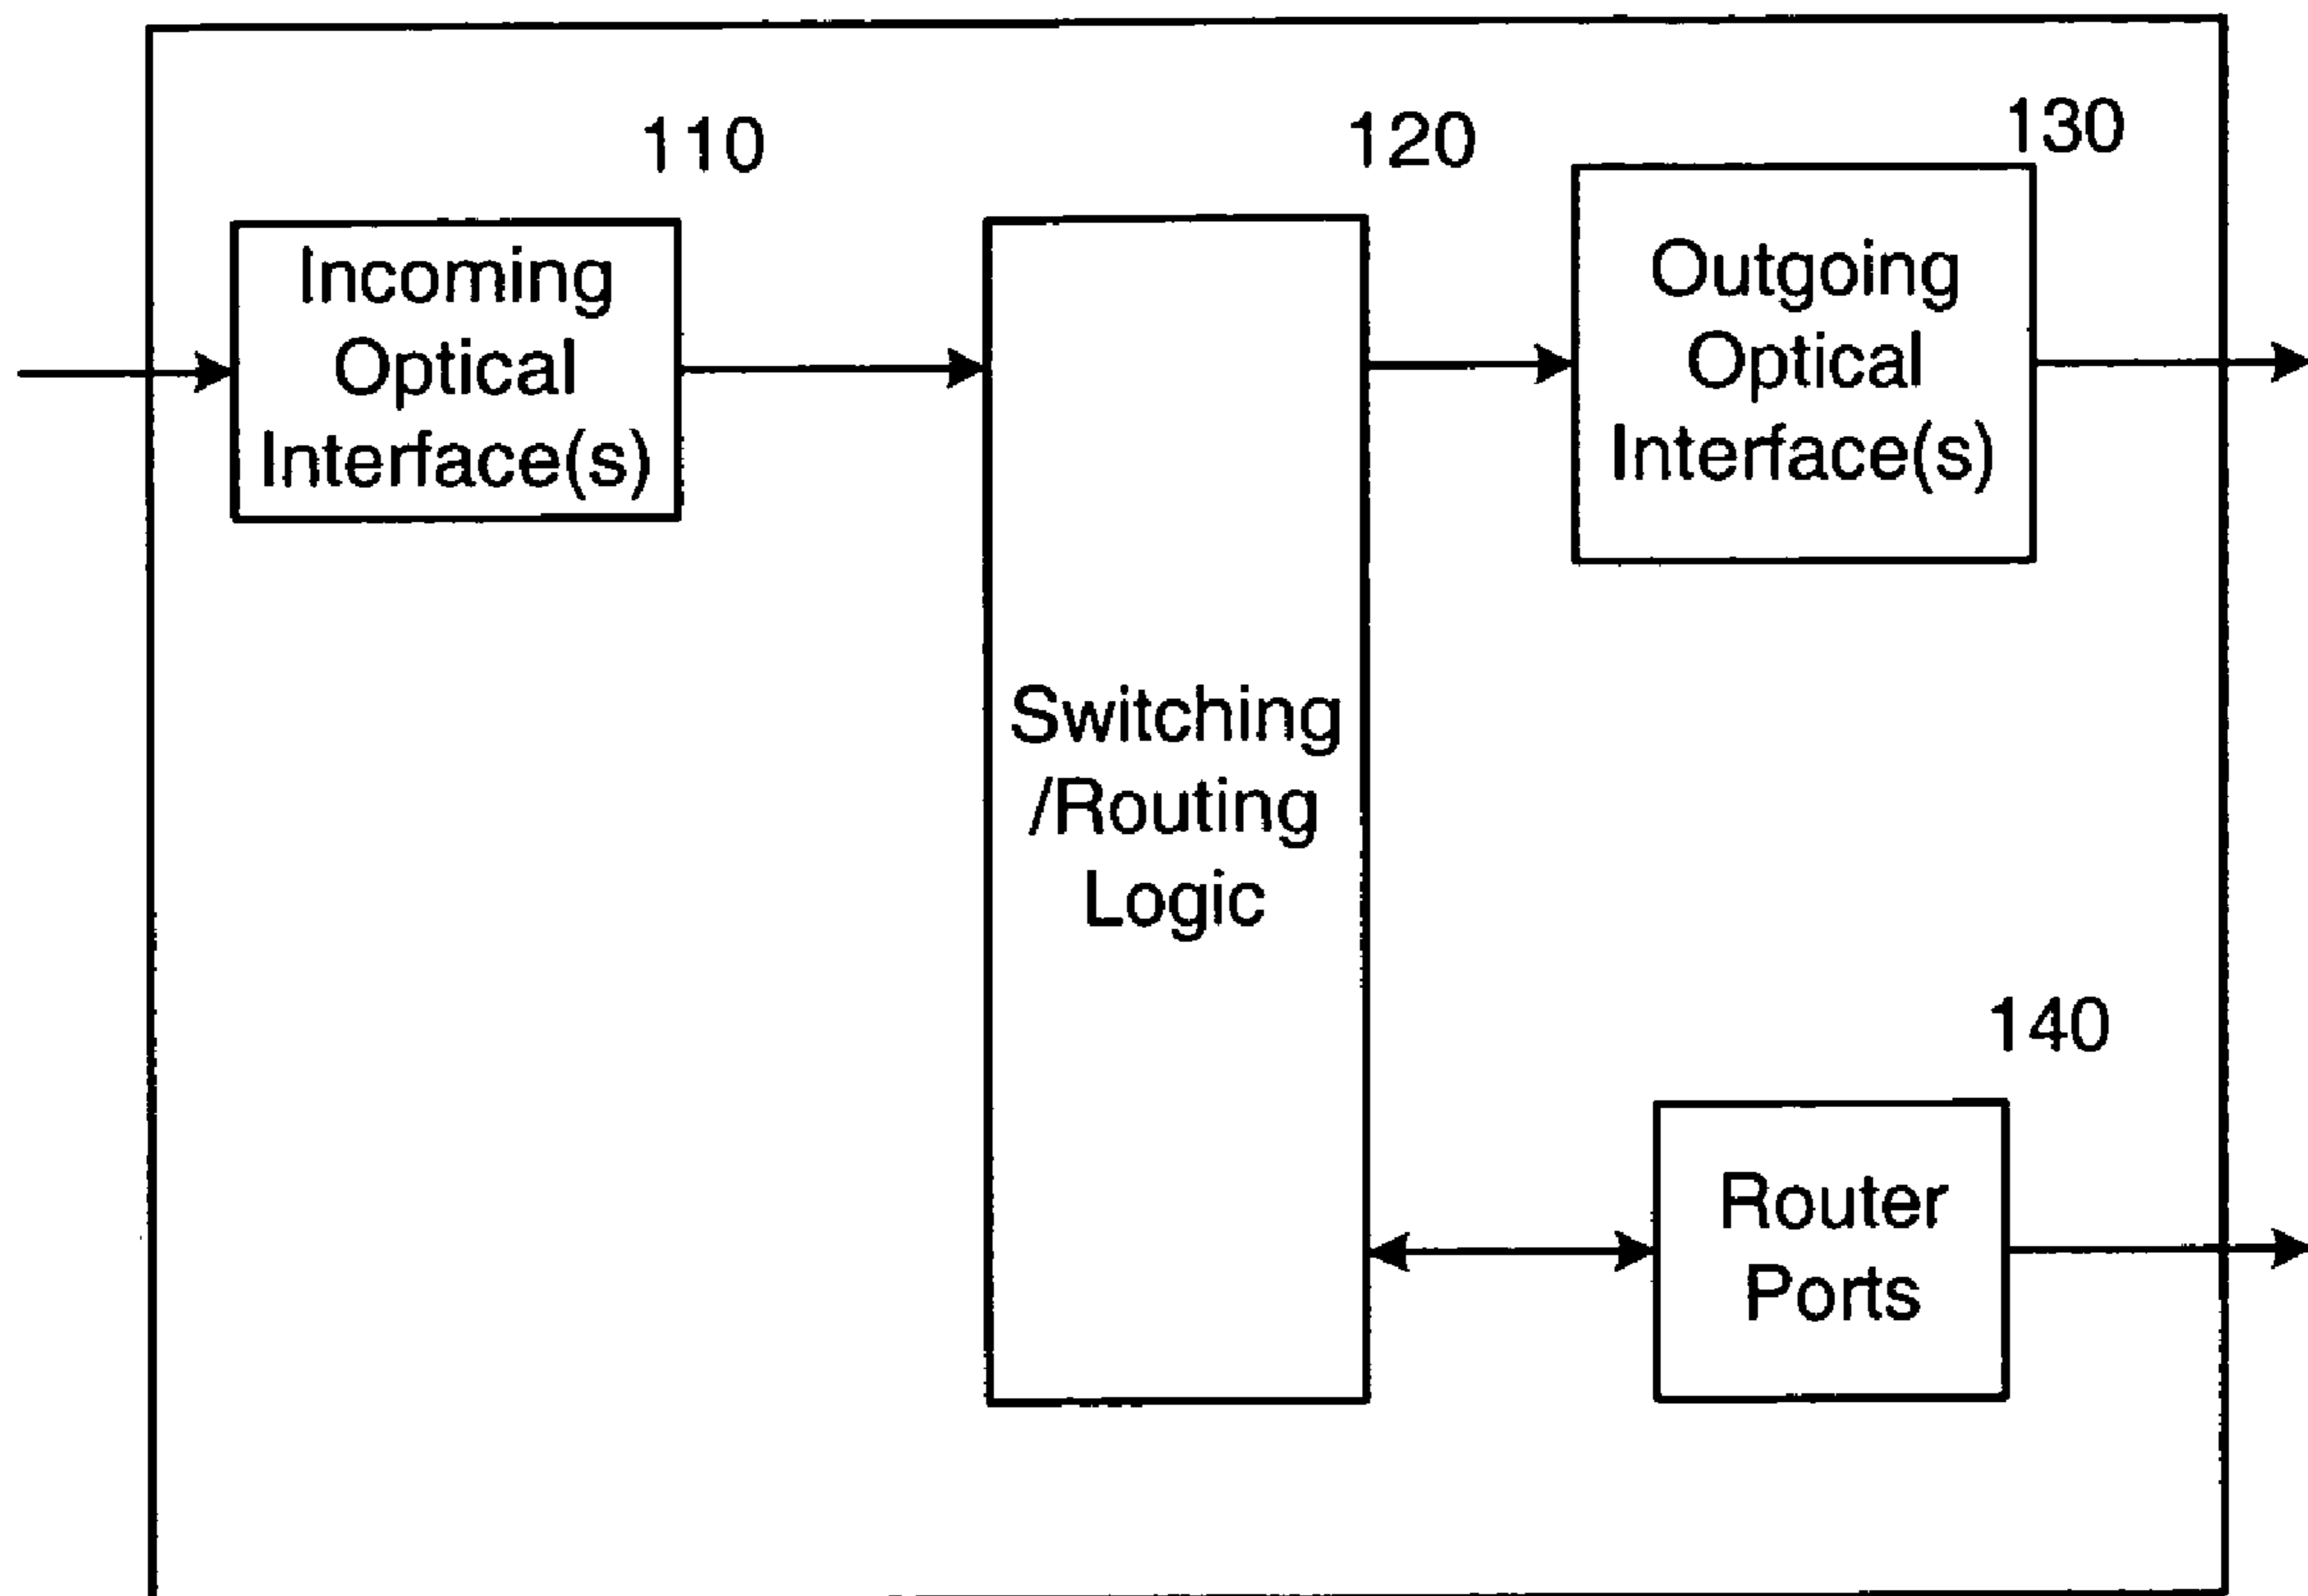 110
Incoming
Optical
Interface(s)
120
Switching
/Routing
Logic
130
Outgoing
Optical
Interface(s)
140
Router
Ports